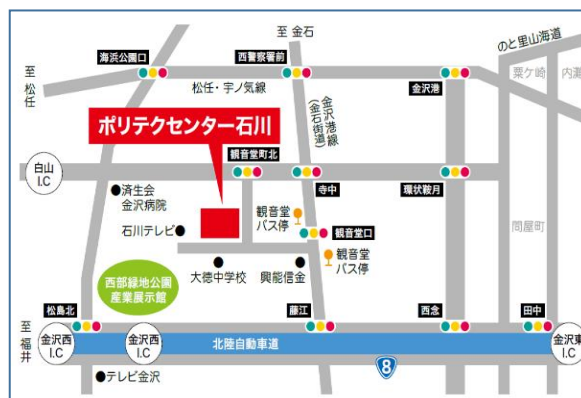 至 金石
海浜公園口
西警察署前
のと里山海道
至 松任
松任・宇ノ気線
金沢港線
(金石街道)
金沢港
粟ケ崎
内灘
ポリテクセンター石川
観音堂町北
白山
I.C
寺中
環状鞍月
済生会
金沢病院
石川テレビ
観音堂
バス停
観音堂口
観音堂
バス停
問屋町
大徳中学校
興能信金
西部緑地公園
産業展示館
松島北
藤江
西念
田中
至 福井
金沢西
I.C
金沢西
I.C
北陸自動車道
金沢東
I.C
8
テレビ金沢